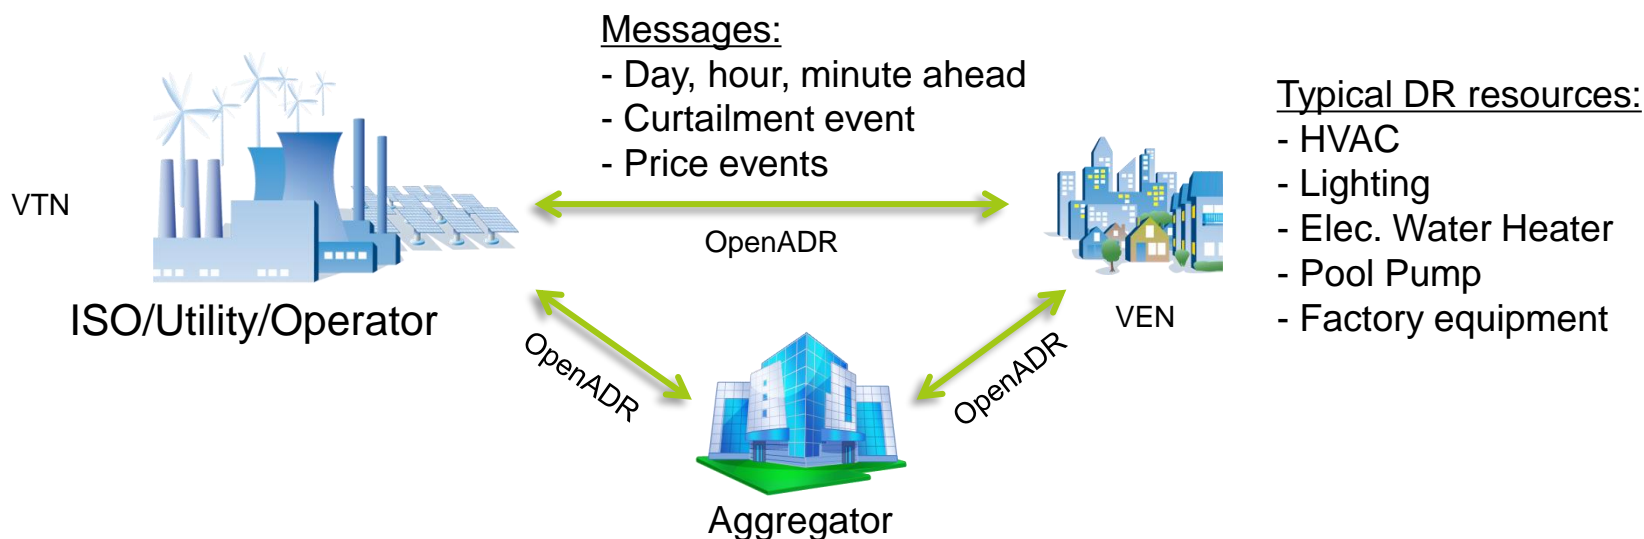 Messages:
- Day, hour, minute ahead
- Curtailment event
- Price events
Typical DR resources:
- HVAC
- Lighting
- Elec. Water Heater
- Pool Pump
- Factory equipment
VTN
OpenADR
ISO/Utility/Operator
VEN
OpenADR
OpenADR
Aggregator